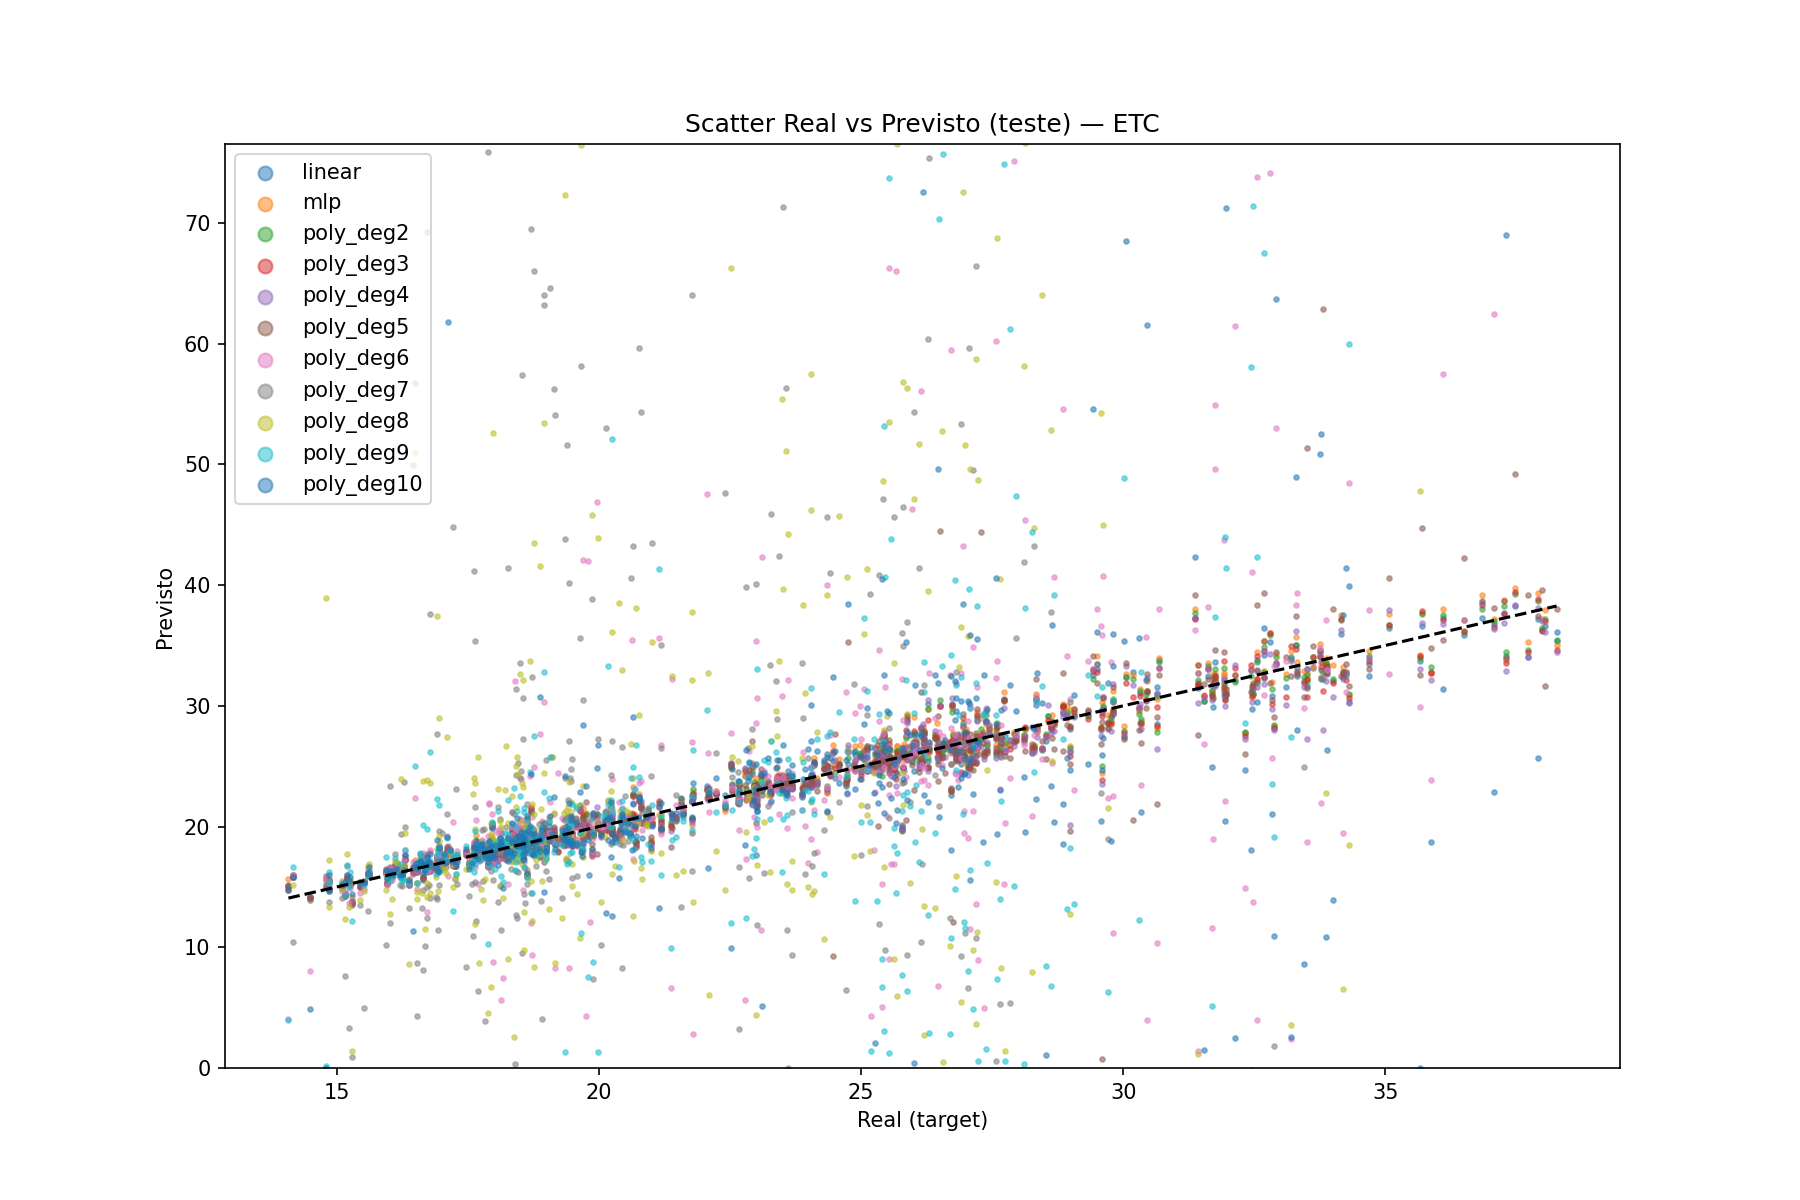 Scatter Real vs Previsto (teste) — ETC
linear
mlp
poly_deg2
poly_deg3
poly_deg4
poly_deg5
poly_deg6
poly_deg7
poly_deg8
poly_deg9
poly_deg10
Previsto
70
60
50
40
30
20
10
0
15
20
25
30
35
Real (target)